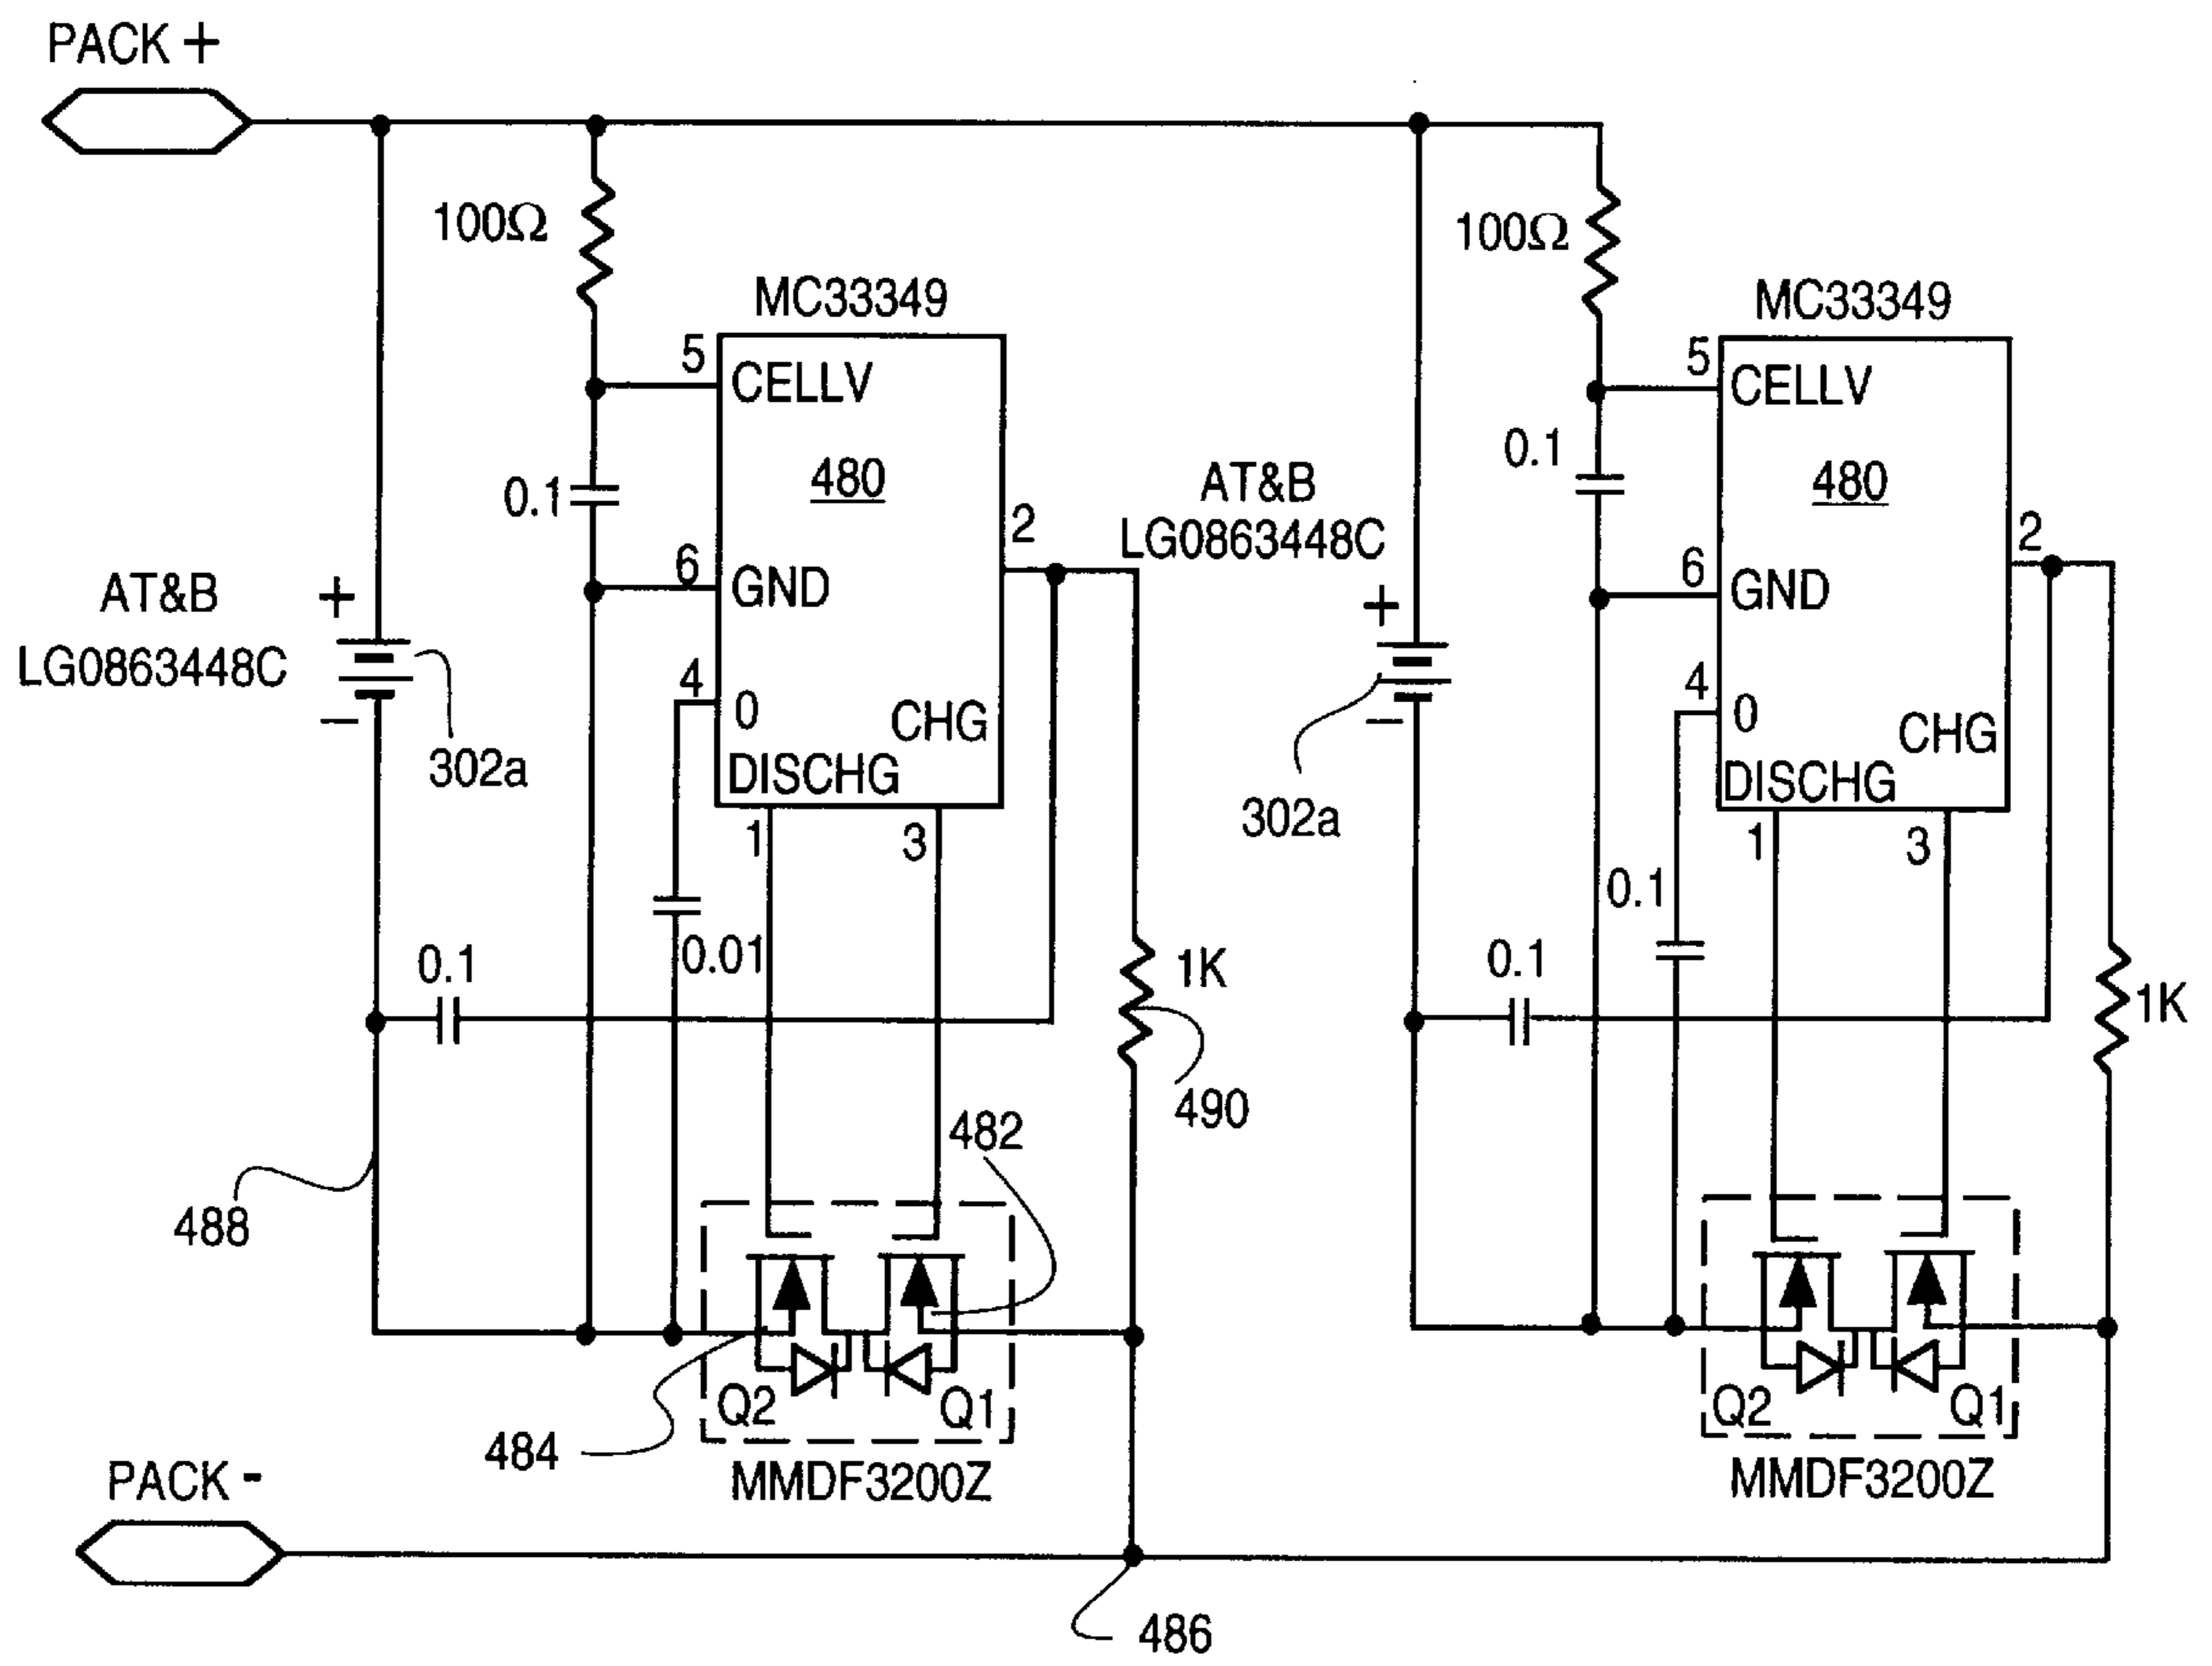 PACK +
100Ω
100Ω
MC33349
MC33349
5
CELLV
5
CELLV
0.1
480
AT&B
LG0863448C
0.1
480
2
2
AT&B
LG0863448C
+
−
6
GND
+
−
6
GND
4
0
CHG
4
0
CHG
302a
DISCHG
302a
DISCHG
1
3
1
3
0.1
0.01
1K
0.1
0.1
1K
490
482
488
Q2
Q1
Q2
Q1
484
MMDF3200Z
MMDF3200Z
PACK -
486